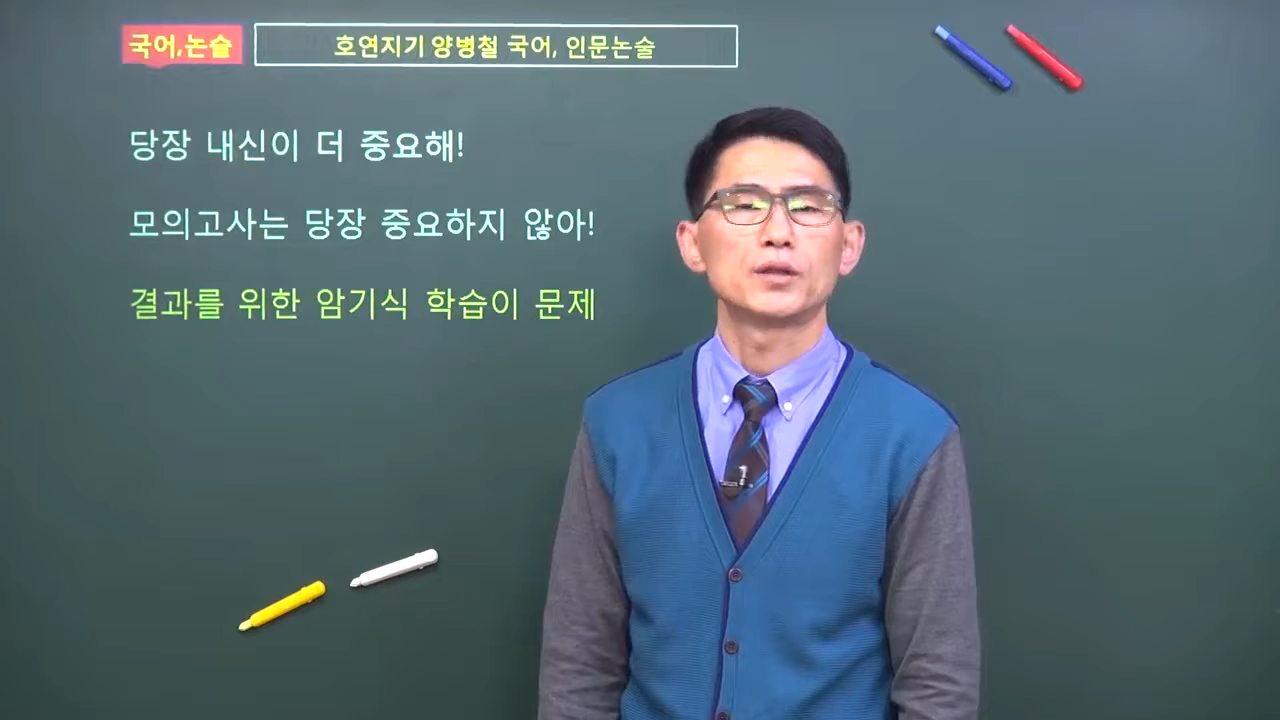 국어,논술
호연지기 양병철 국어, 인문논술
당장 내신이 더 중요해!
모의고사는 당장 중요하지 않아!
결과를 위한 암기식 학습이 문제